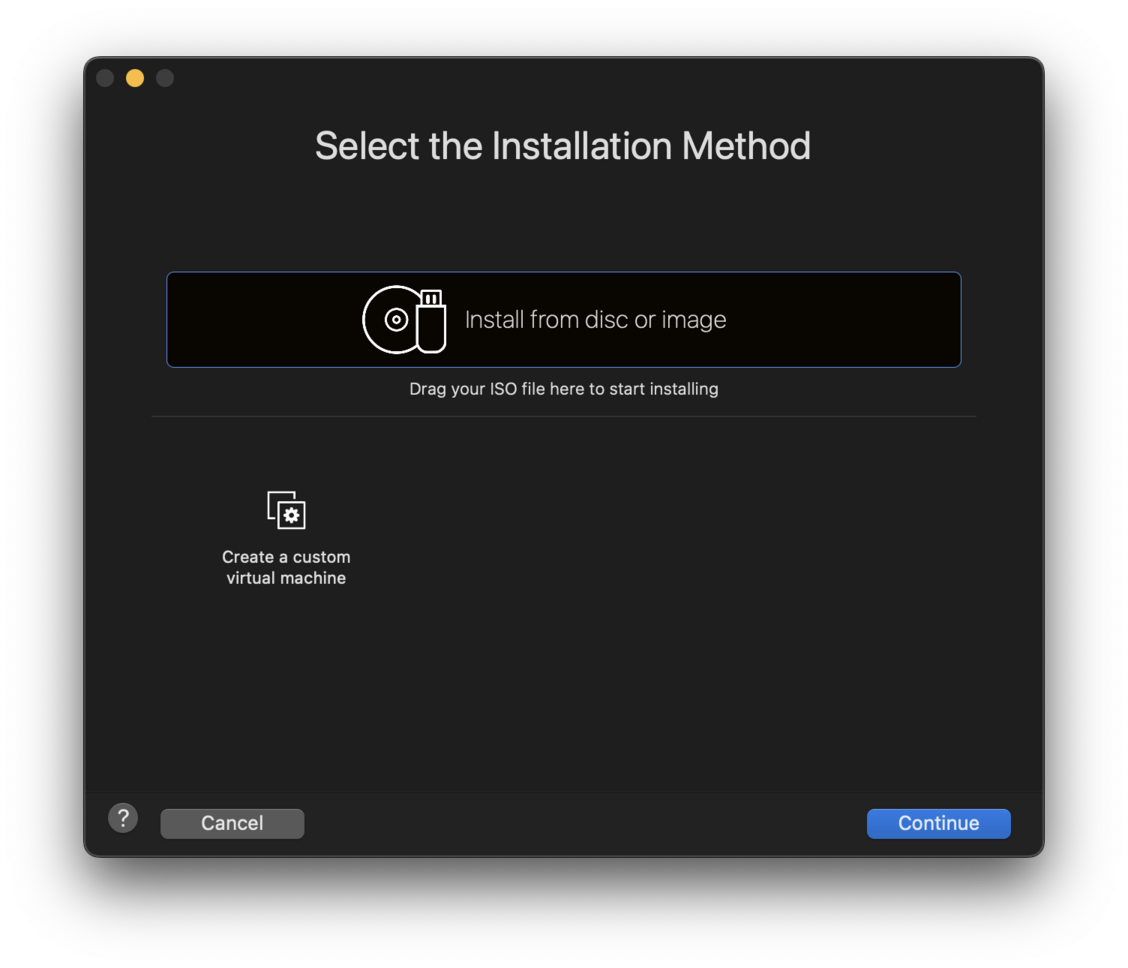 Select the Installation Method
Install from disc or image
Drag your ISO file here to start installing
Create a custom
virtual machine
?
Cancel
Continue